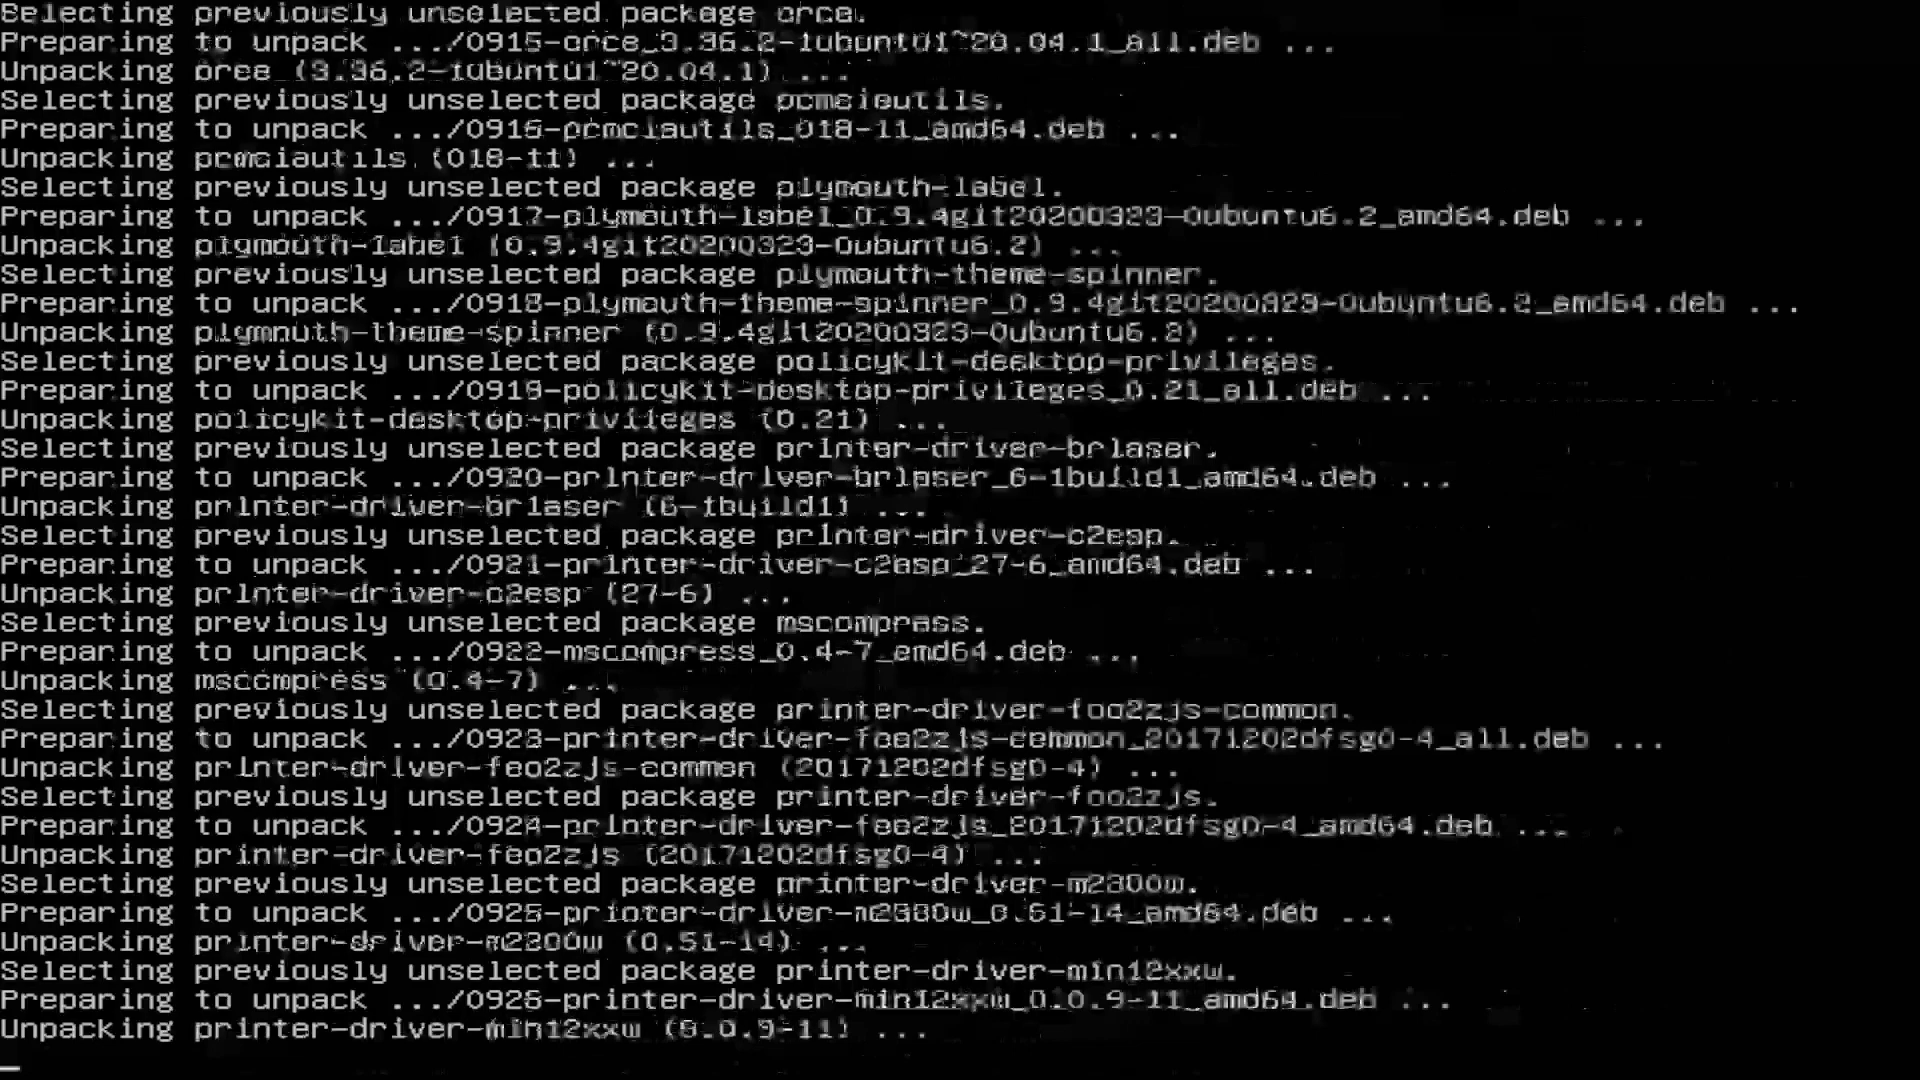 Selecting previously unselected package orca.
Preparing to unpack .../0915-orca_3.36.2-1ubuntu1~20.04.1_all.deb ...
Unpacking orca (3.36.2-1ubuntu1~20.04.1) ...
Selecting previously unselected package pcmciautils.
Preparing to unpack .../0916-pcmciautils_018-11_amd64.deb ...
Unpacking pcmciautils (018-11) ...
Selecting previously unselected package plymouth-label.
Preparing to unpack .../0917-plymouth-label_0.9.4git20200323-0ubuntu6.2_amd64.deb ...
Unpacking plymouth-label (0.9.4git20200323-0ubuntu6.2) ...
Selecting previously unselected package plymouth-theme-spinner.
Preparing to unpack .../0918-plymouth-theme-spinner_0.9.4git20200323-0ubuntu6.2_amd64.deb ...
Unpacking plymouth-theme-spinner (0.9.4git20200323-0ubuntu6.2) ...
Selecting previously unselected package policykit-desktop-privileges.
Preparing to unpack .../0919-policykit-desktop-privileges_0.21_all.deb ...
Unpacking policykit-desktop-privileges (0.21) ...
Selecting previously unselected package printer-driver-brlaser.
Preparing to unpack .../0920-printer-driver-brlaser_6-1build1_amd64.deb ...
Unpacking printer-driver-brlaser (6-1build1) ...
Selecting previously unselected package printer-driver-c2esp.
Preparing to unpack .../0921-printer-driver-c2esp_27-6_amd64.deb ...
Unpacking printer-driver-c2esp (27-6) ...
Selecting previously unselected package mscompress.
Preparing to unpack .../0922-mscompress_0.4-7_amd64.deb ...
Unpacking mscompress (0.4-7) ...
Selecting previously unselected package printer-driver-foo2zjs-common.
Preparing to unpack .../0923-printer-driver-foo2zjs-common_20171202dfsg0-4_all.deb ...
Unpacking printer-driver-foo2zjs-common (20171202dfsg0-4) ...
Selecting previously unselected package printer-driver-foo2zjs.
Preparing to unpack .../0924-printer-driver-foo2zjs_20171202dfsg0-4_amd64.deb ...
Unpacking printer-driver-foo2zjs (20171202dfsg0-4) ...
Selecting previously unselected package printer-driver-m2300w.
Preparing to unpack .../0925-printer-driver-m2300w_0.51-14_amd64.deb ...
Unpacking printer-driver-m2300w (0.51-14) ...
Selecting previously unselected package printer-driver-min12xxw.
Preparing to unpack .../0926-printer-driver-min12xxw_0.0.9-11_amd64.deb ...
Unpacking printer-driver-min12xxw (0.0.9-11) ...